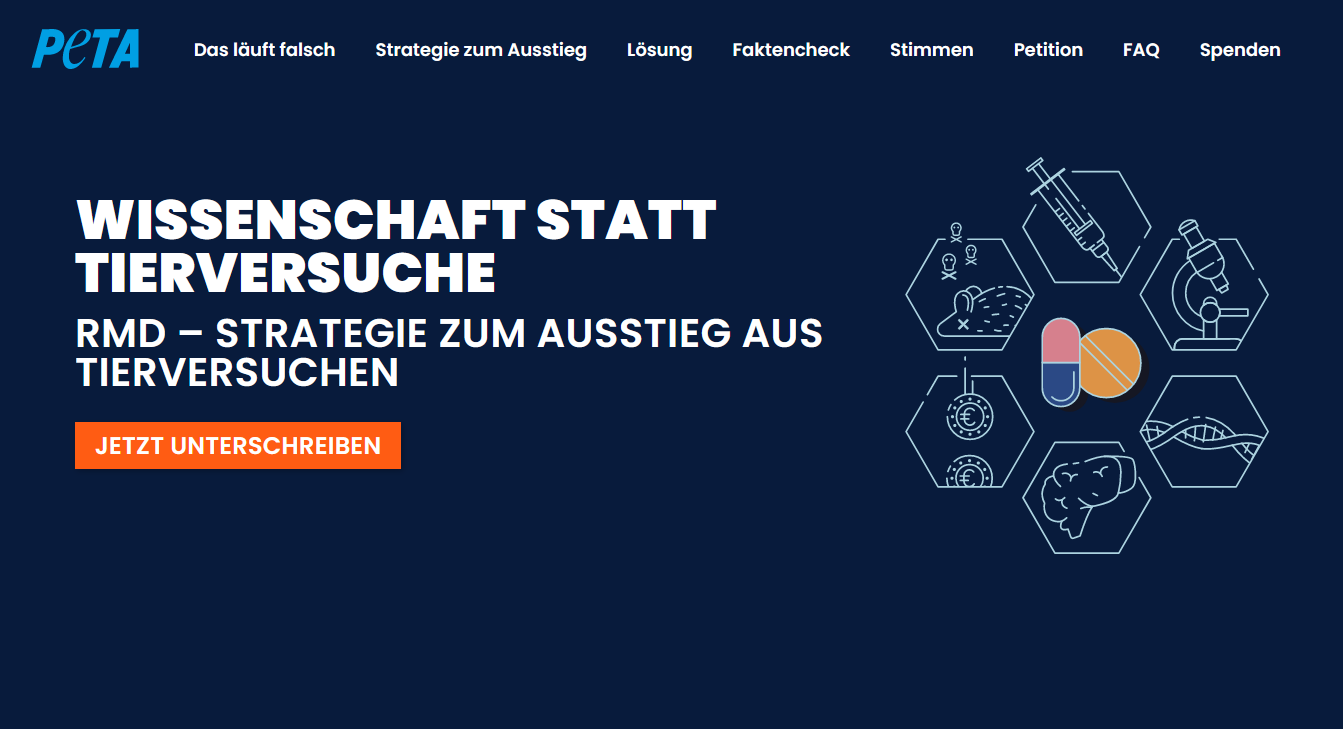 PETA
Das läuft falsch
Strategie zum Ausstieg
Lösung
Faktencheck
Stimmen
Petition
FAQ
Spenden
WISSENSCHAFT STATT
TIERVERSUCHE
RMD – STRATEGIE ZUM AUSSTIEG AUS
TIERVERSUCHEN
JETZT UNTERSCHREIBEN
€
€